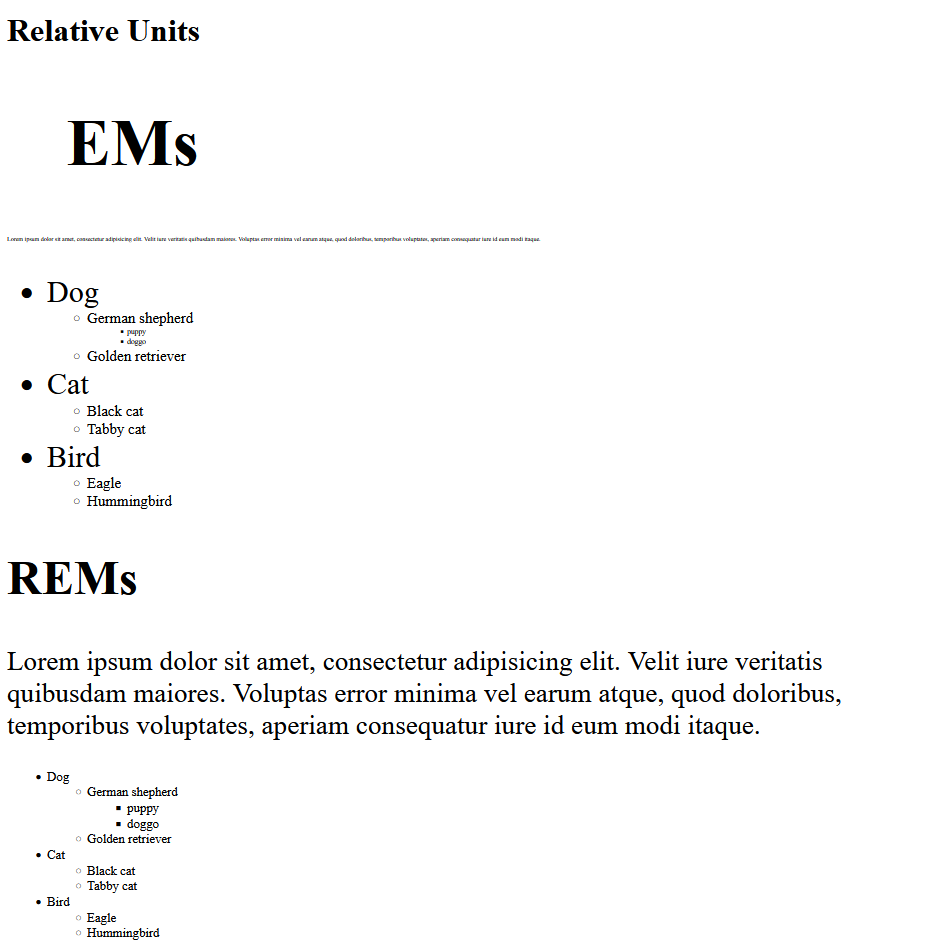 Relative Units
EMs
Lorem ipsum dolor sit amet, consectetur adipisicing elit. Velit iure veritatis quibusdam maiores. Voluptas error minima vel earum atque, quod doloribus, temporibus voluptates, aperiam consequatur iure id eum modi itaque.
Dog
German shepherd
puppy
doggo
Golden retriever
Cat
Black cat
Tabby cat
Bird
Eagle
Hummingbird
REMs
Lorem ipsum dolor sit amet, consectetur adipisicing elit. Velit iure veritatis
quibusdam maiores. Voluptas error minima vel earum atque, quod doloribus,
temporibus voluptates, aperiam consequatur iure id eum modi itaque.
Dog
German shepherd
puppy
doggo
Golden retriever
Cat
Black cat
Tabby cat
Bird
Eagle
Hummingbird